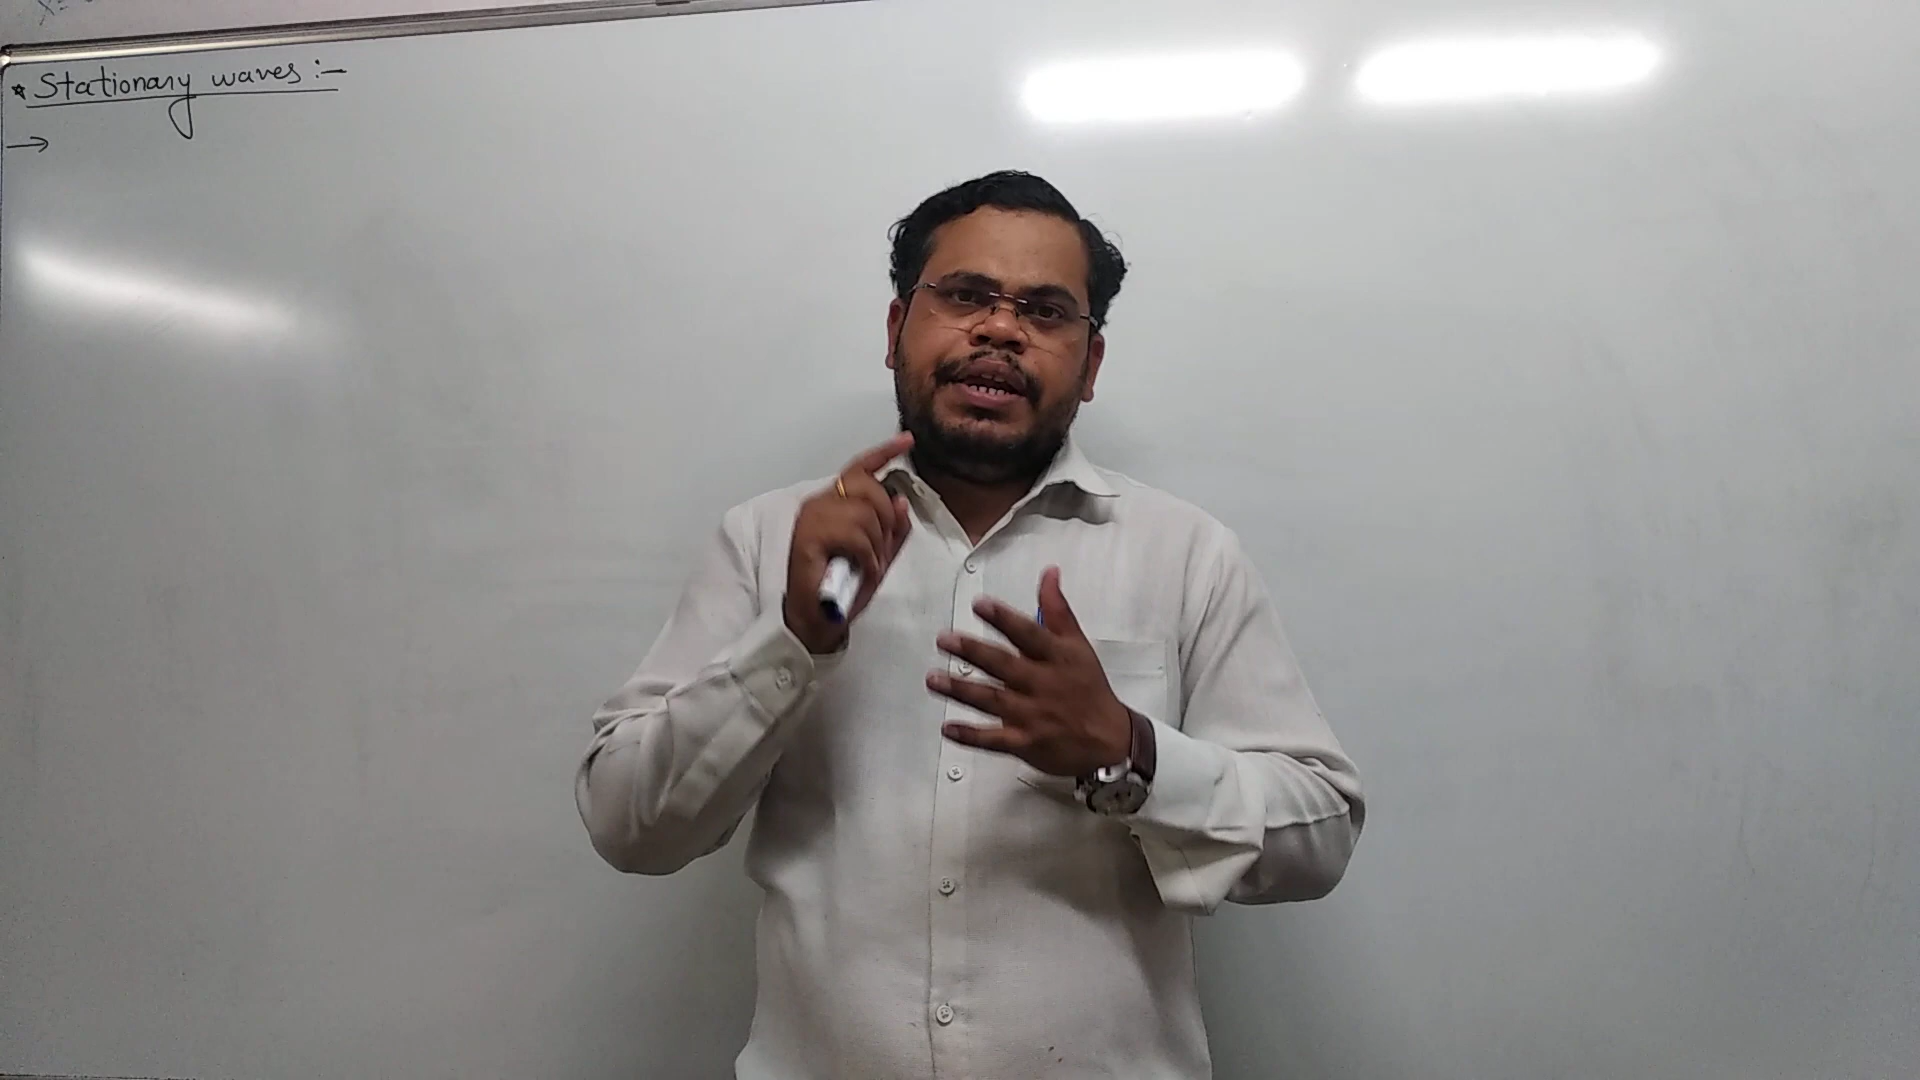 * Stationary waves :-
→